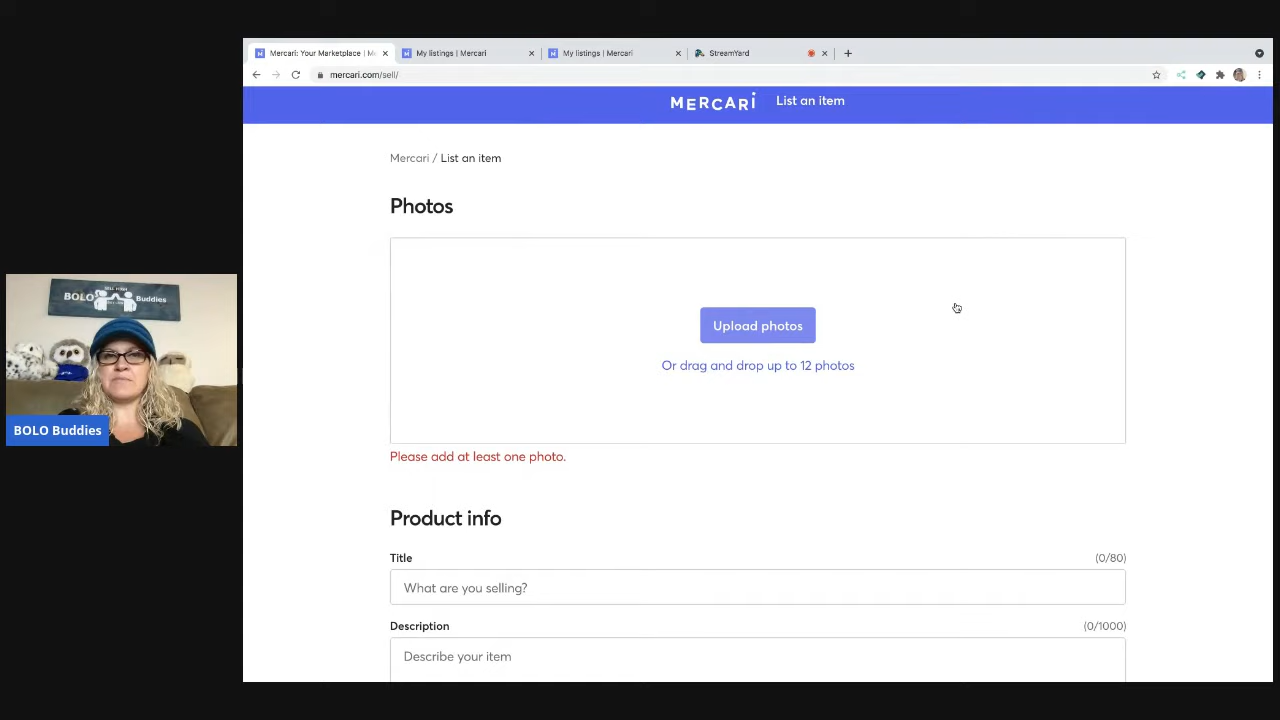 Mercari: Your Marketplace | M
My listings | Mercari
My listings | Mercari
StreamYard
mercari.com/sell/
MERCARI
List an item
Mercari / List an item
Photos
Upload photos
Or drag and drop up to 12 photos
Please add at least one photo.
Product info
Title
(0/80)
What are you selling?
Description
(0/1000)
Describe your item
BOLO Buddies
BOLO Buddies